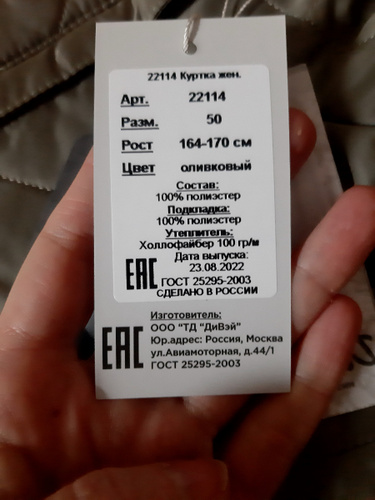 22114 Куртка жен.
Арт. 22114
Разм. 50
Рост 164-170 см
Цвет оливковый
Состав:
100% полиэстер
Подкладка:
100% полиэстер
Утеплитель:
Холлофайбер 100 гр/м
Дата выпуска:
23.08.2022
EAC ГОСТ 25295-2003
СДЕЛАНО В РОССИИ
Изготовитель:
ООО "ТД "ДиВэй"
Юр.адрес: Россия, Москва
ул.Авиамоторная, д.44/1
EAC ГОСТ 25295-2003